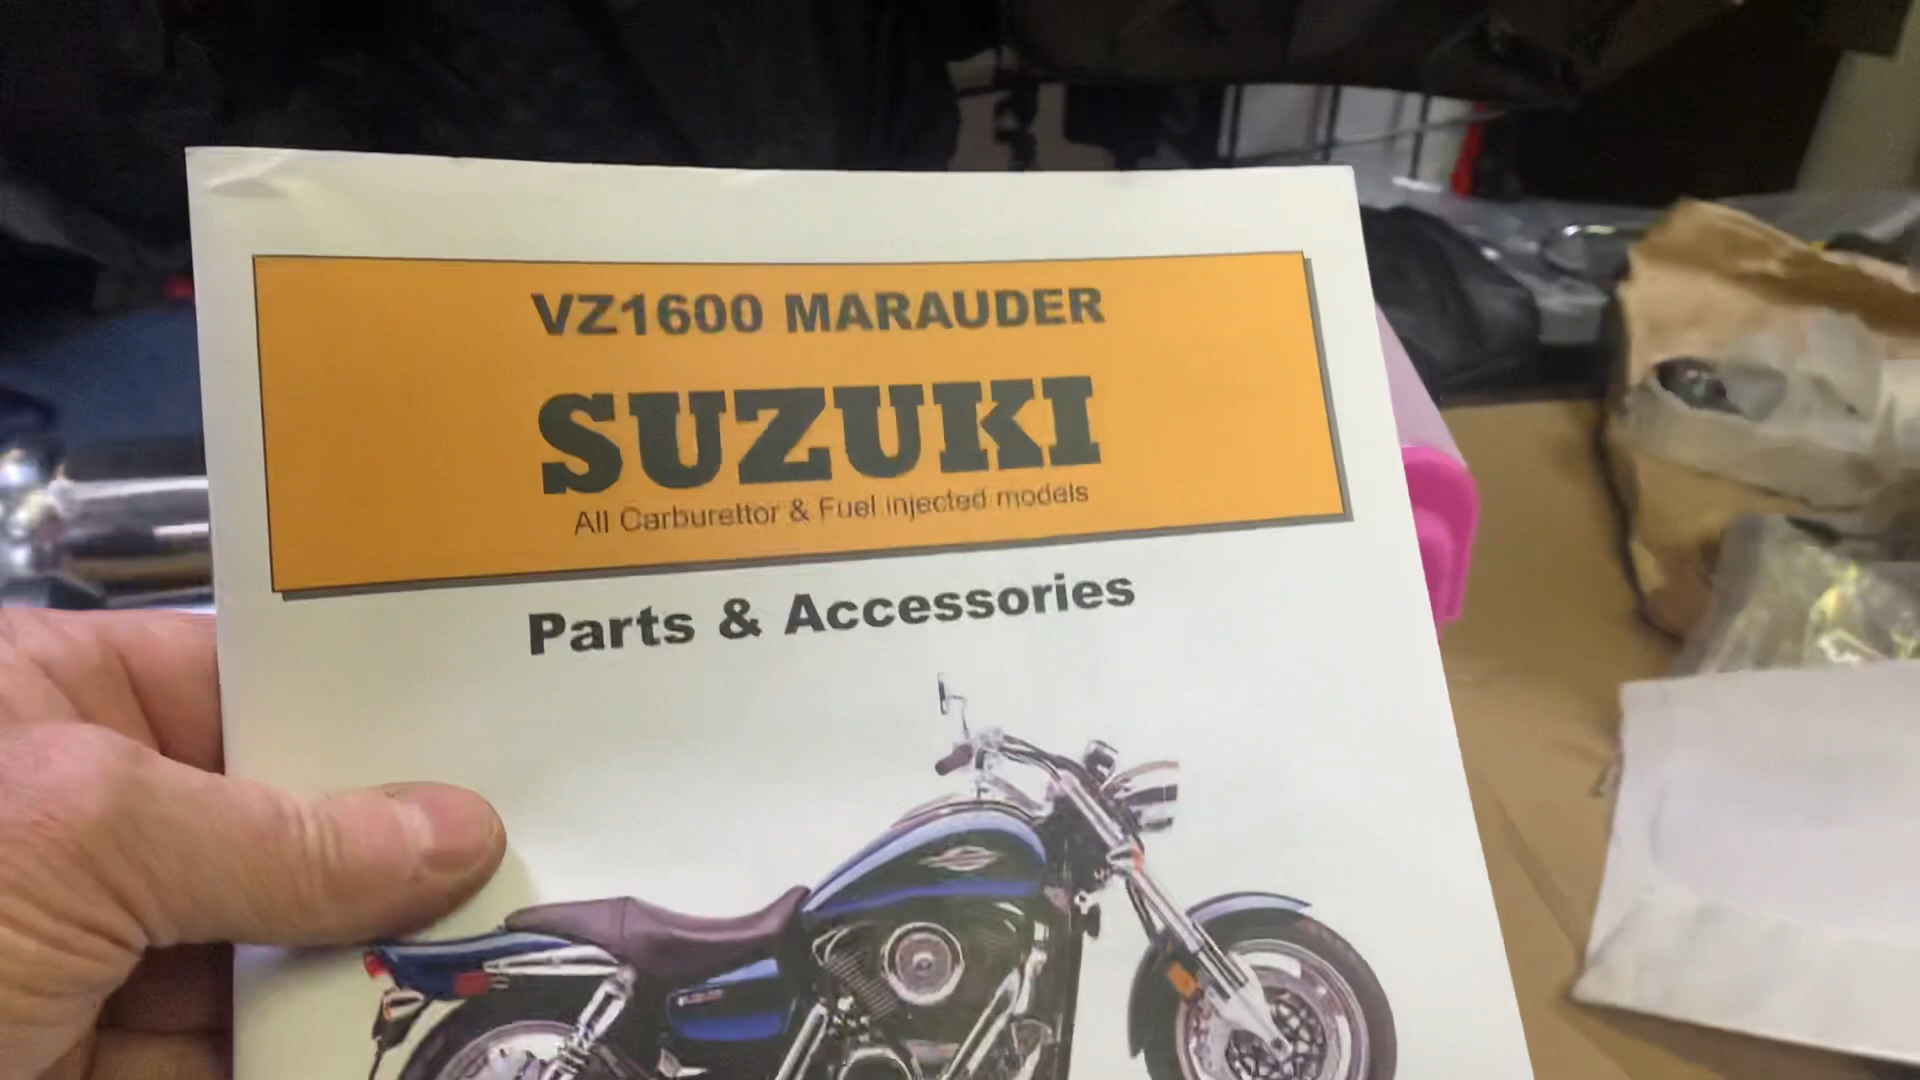 VZ1600 MARAUDER
SUZUKI
All Carburettor & Fuel injected models
Parts & Accessories